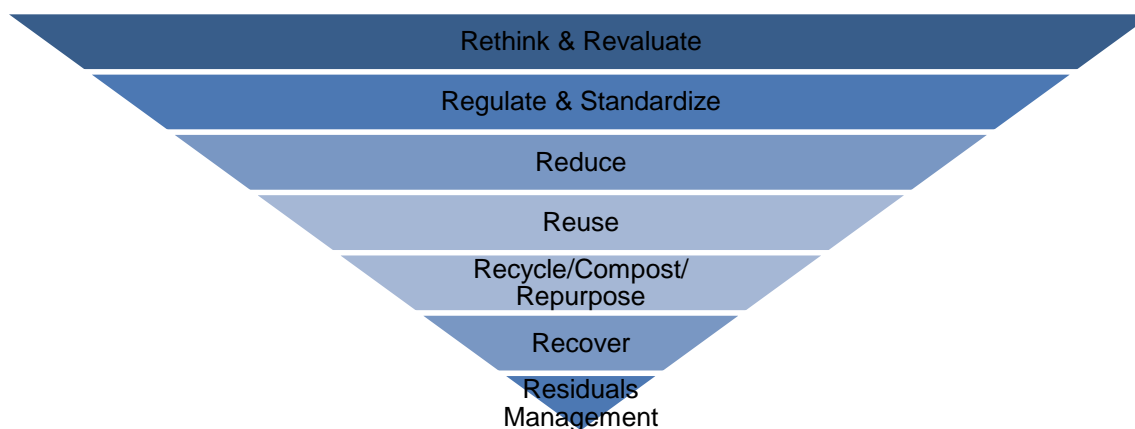 Rethink & Revaluate
Regulate & Standardize
Reduce
Reuse
Recycle/Compost/
Repurpose
Recover
Residuals
Management